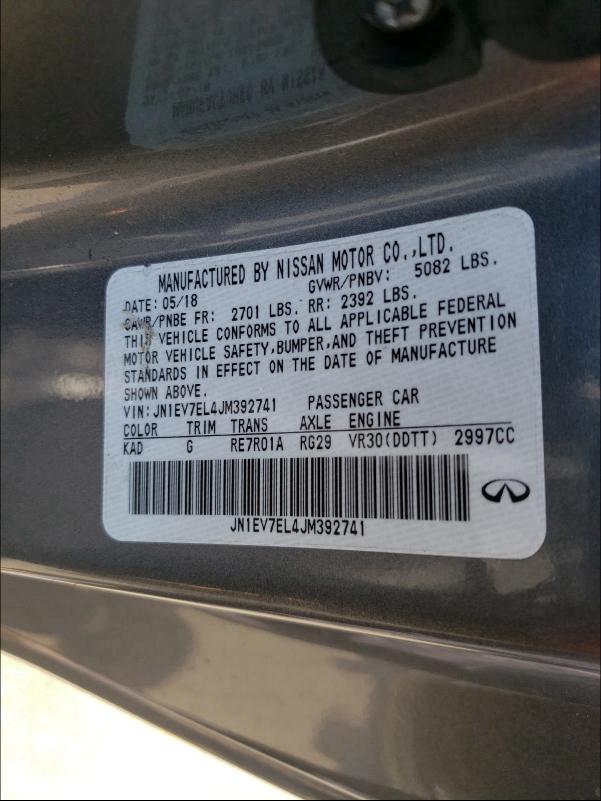 MANUFACTURED BY NISSAN MOTOR CO.,LTD.
DATE: 05/18 GVWR/PNBV: 5082 LBS.
GAWR/PNBE FR: 2701 LBS. RR: 2392 LBS.
THIS VEHICLE CONFORMS TO ALL APPLICABLE FEDERAL
MOTOR VEHICLE SAFETY,BUMPER,AND THEFT PREVENTION
STANDARDS IN EFFECT ON THE DATE OF MANUFACTURE
SHOWN ABOVE.
VIN:JN1EV7EL4JM392741 PASSENGER CAR
COLOR TRIM TRANS AXLE ENGINE
KAD G RE7R01A RG29 VR30(DDTT) 2997CC
JN1EV7EL4JM392741